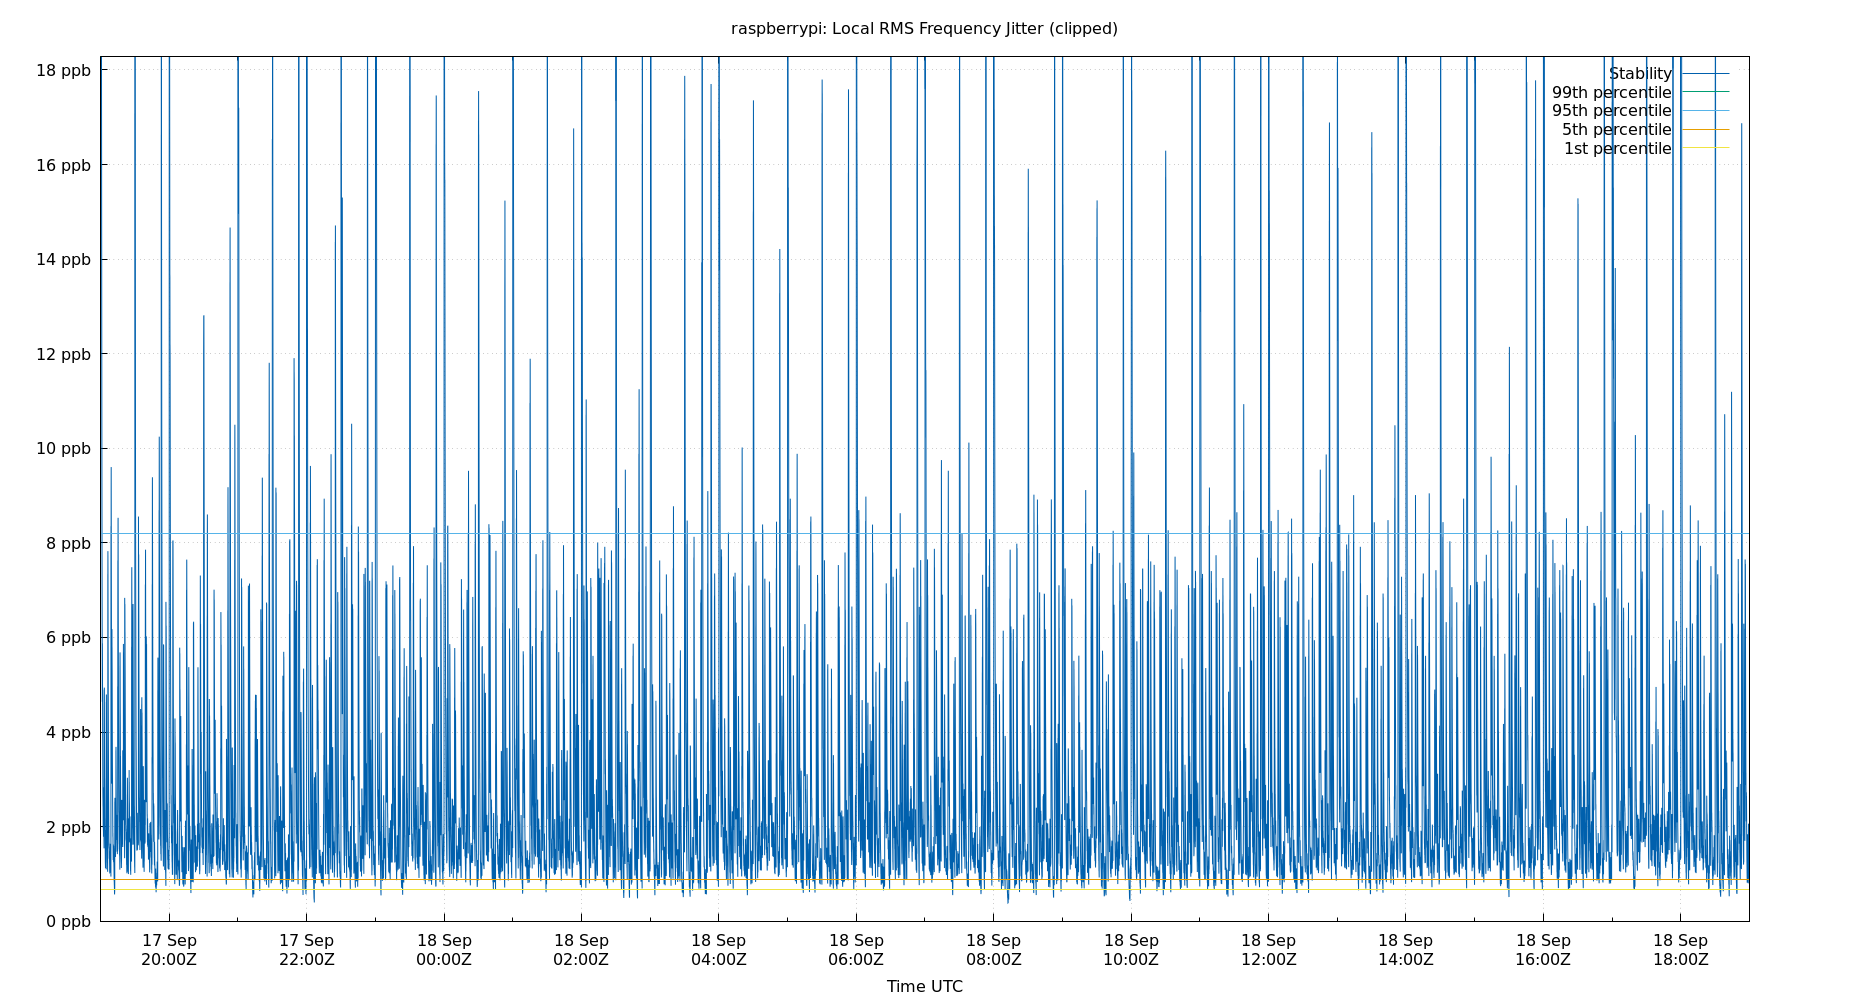 raspberrypi: Local RMS Frequency Jitter (clipped)
18 ppb
16 ppb
14 ppb
12 ppb
10 ppb
8 ppb
6 ppb
4 ppb
2 ppb
0 ppb
Stability
99th percentile
95th percentile
5th percentile
1st percentile
17 Sep
20:00Z
17 Sep
22:00Z
18 Sep
00:00Z
18 Sep
02:00Z
18 Sep
04:00Z
18 Sep
06:00Z
18 Sep
08:00Z
18 Sep
10:00Z
18 Sep
12:00Z
18 Sep
14:00Z
18 Sep
16:00Z
18 Sep
18:00Z
Time UTC